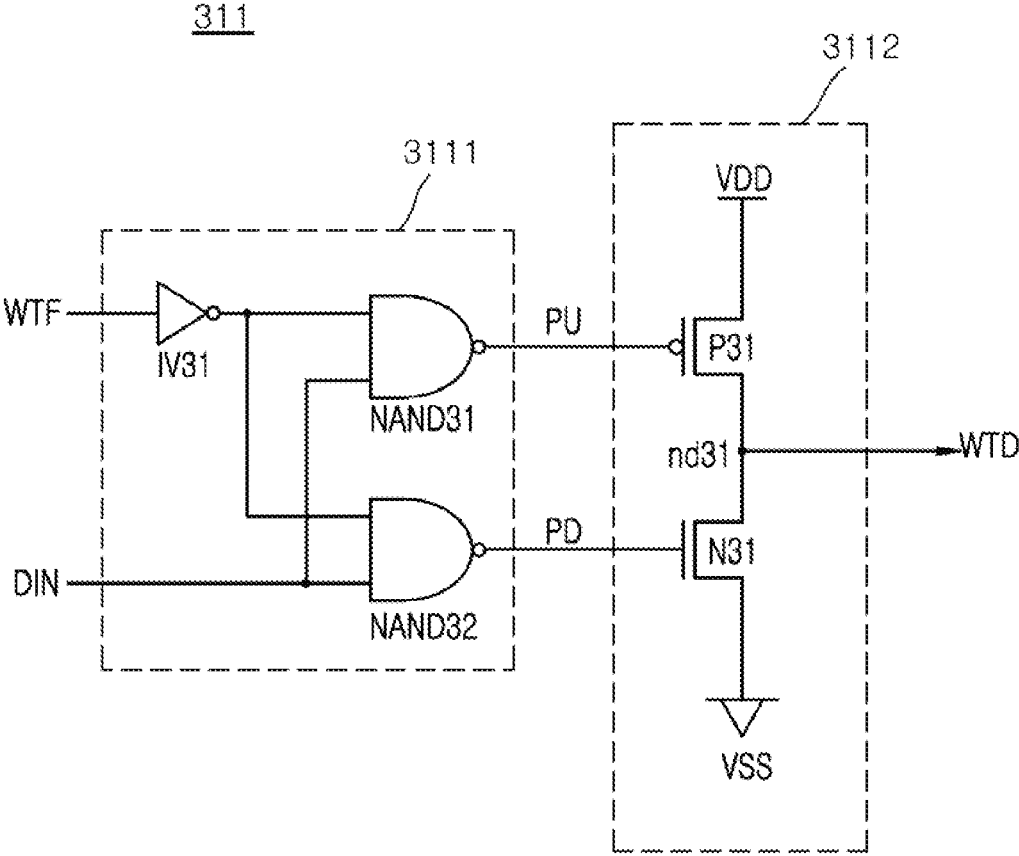 311
3112
3111
VDD
WTF
IV31
PU
P31
NAND31
nd31
WTD
PD
N31
DIN
NAND32
VSS